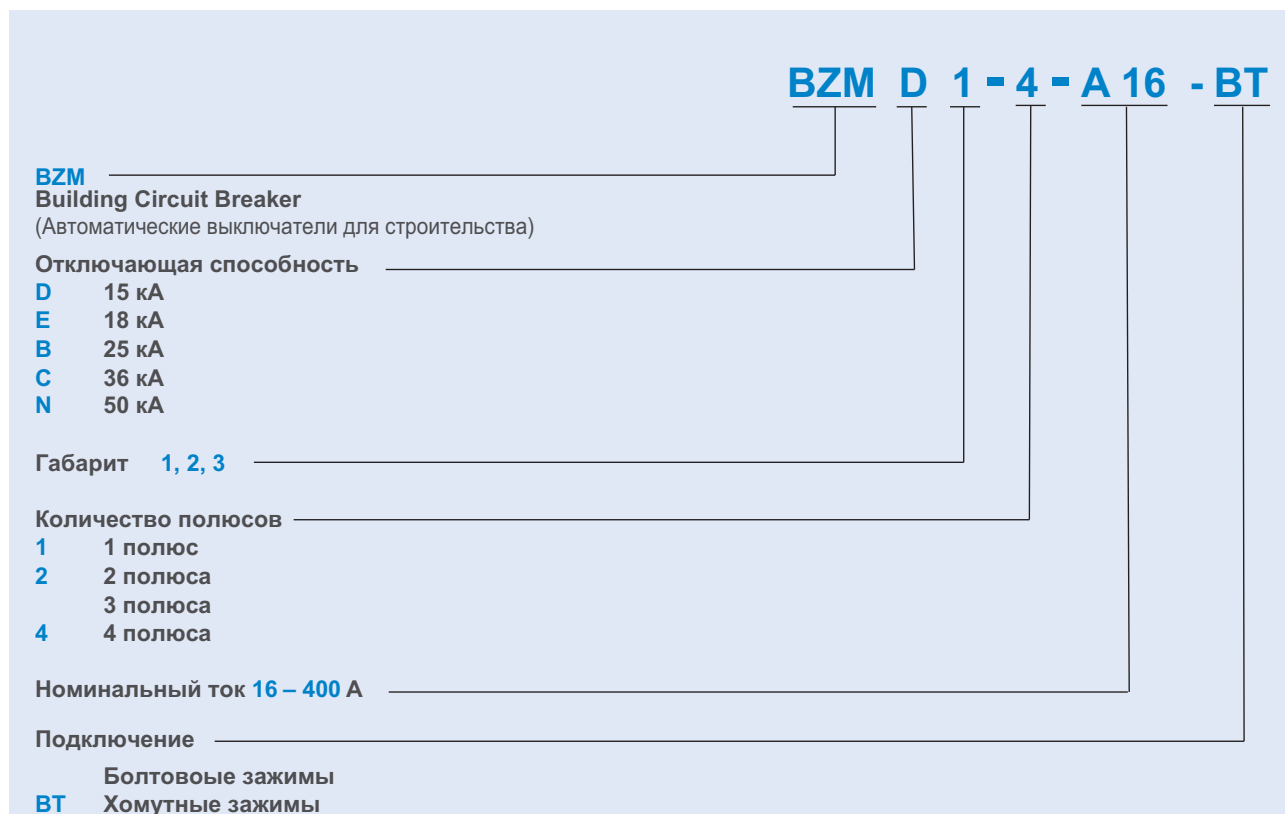 BZM D 1 - 4 - A 16 - BT
BZM
Building Circuit Breaker
(Автоматические выключатели для строительства)
Отключающая способность
D 15 кА
E 18 кА
B 25 кА
C 36 кА
N 50 кА
Габарит 1, 2, 3
Количество полюсов
1 1 полюс
2 2 полюса
3 полюса
4 4 полюса
Номинальный ток 16 – 400 А
Подключение
Болтовоые зажимы
BT Хомутные зажимы